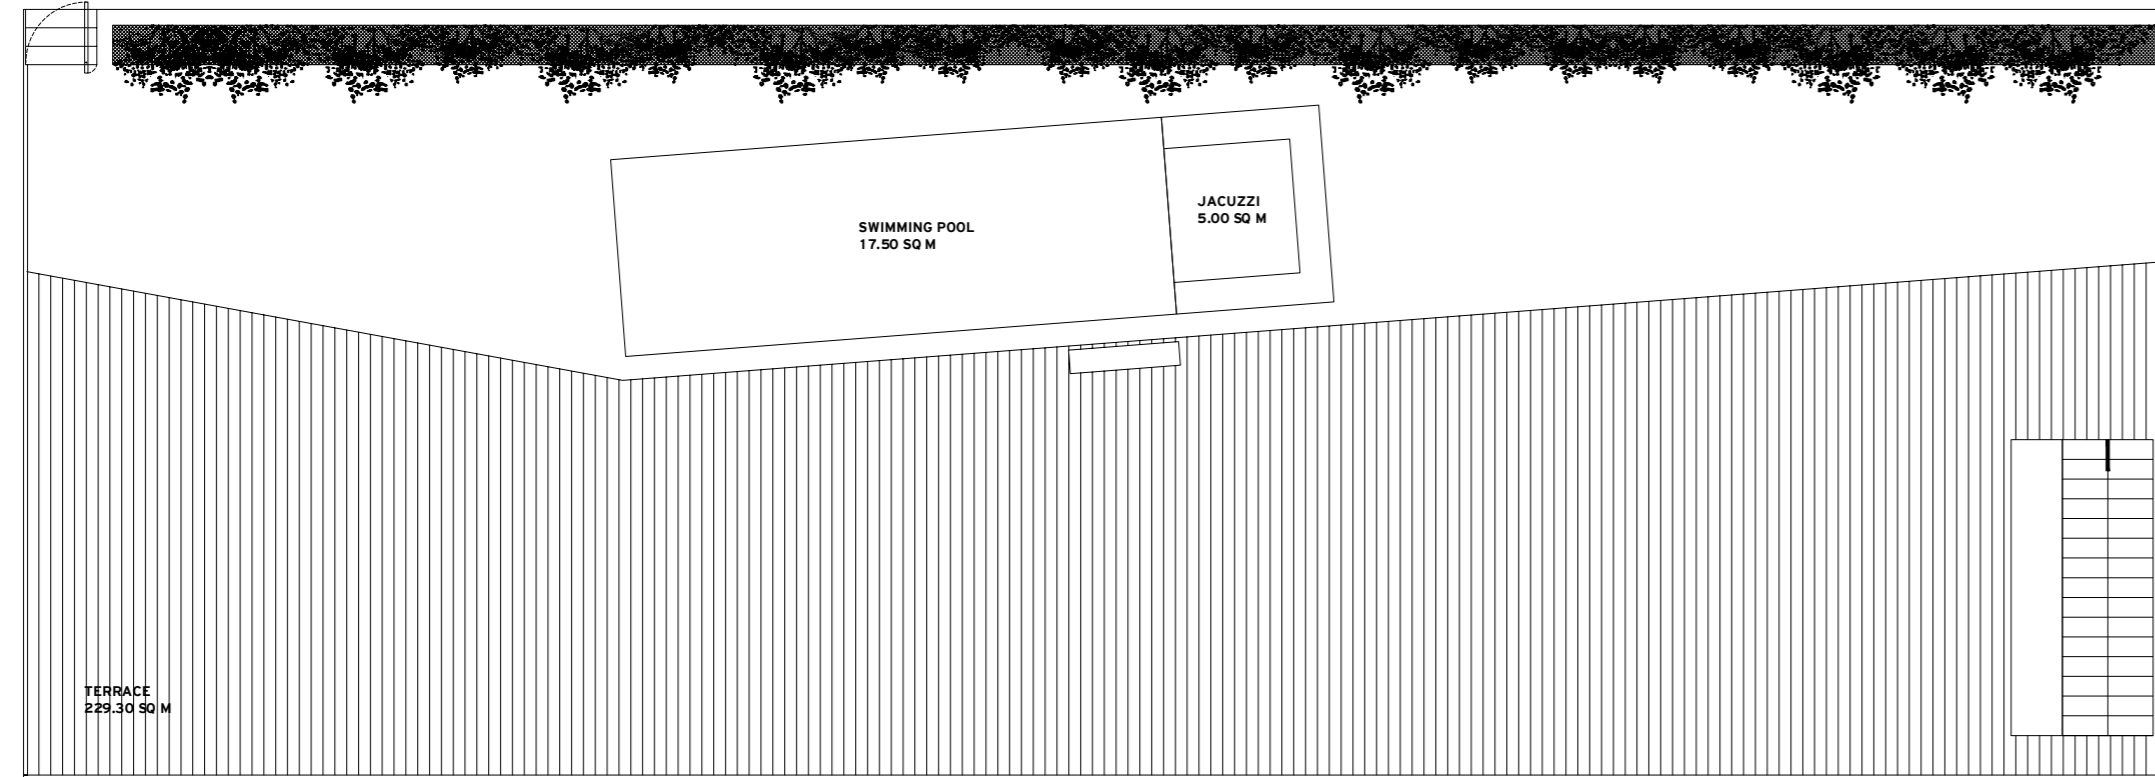 JACUZZI
5.00 SQ M
SWIMMING POOL
17.50 SQ M
TERRACE
229.30 SQ M